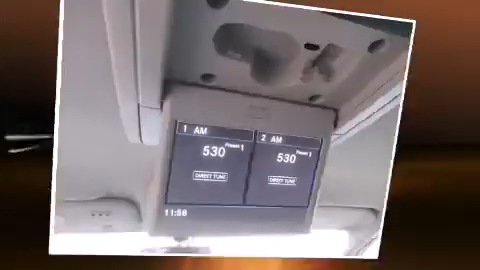 1 AM
530 Preset 1
DIRECT TUNE
2 AM
530 Preset 1
DIRECT TUNE
11:58